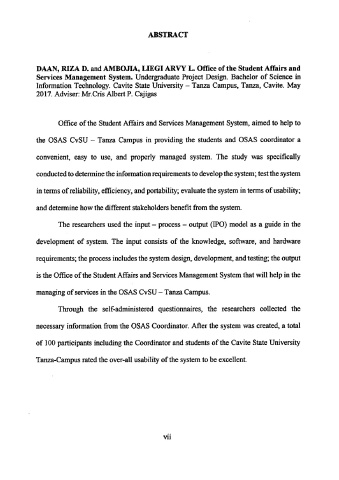 ABSTRACT
DAAN, RIZA D. and AMBOJIA, LIEGI ARVY L. Office of the Student Affairs and
Services Management System. Undergraduate Project Design. Bachelor of Science in
Information Technology. Cavite State University – Tanza Campus, Tanza, Cavite. May
2017. Adviser: Mr.Cris Albert P. Cajigas
Office of the Student Affairs and Services Management System, aimed to help to
the OSAS CvSU – Tanza Campus in providing the students and OSAS coordinator a
convenient, easy to use, and properly managed system. The study was specifically
conducted to determine the information requirements to develop the system; test the system
in terms of reliability, efficiency, and portability; evaluate the system in terms of usability;
and determine how the different stakeholders benefit from the system.
The researchers used the input – process – output (IPO) model as a guide in the
development of system. The input consists of the knowledge, software, and hardware
requirements; the process includes the system design, development, and testing; the output
is the Office of the Student Affairs and Services Management System that will help in the
managing of services in the OSAS CvSU – Tanza Campus.
Through the self-administered questionnaires, the researchers collected the
necessary information from the OSAS Coordinator. After the system was created, a total
of 100 participants including the Coordinator and students of the Cavite State University
Tanza-Campus rated the over-all usability of the system to be excellent.
vii